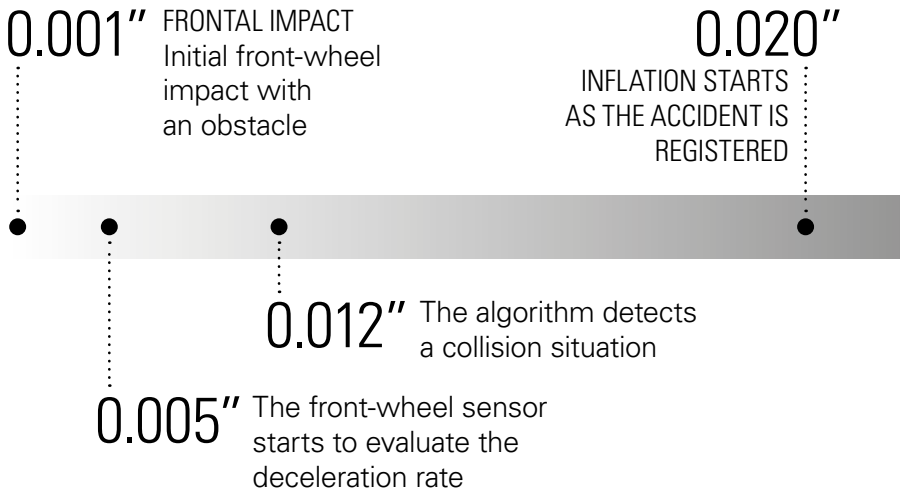 0.001″
FRONTAL IMPACT
Initial front-wheel
impact with
an obstacle
0.020″
INFLATION STARTS
AS THE ACCIDENT IS
REGISTERED
0.012″
The algorithm detects
a collision situation
0.005″
The front-wheel sensor
starts to evaluate the
deceleration rate